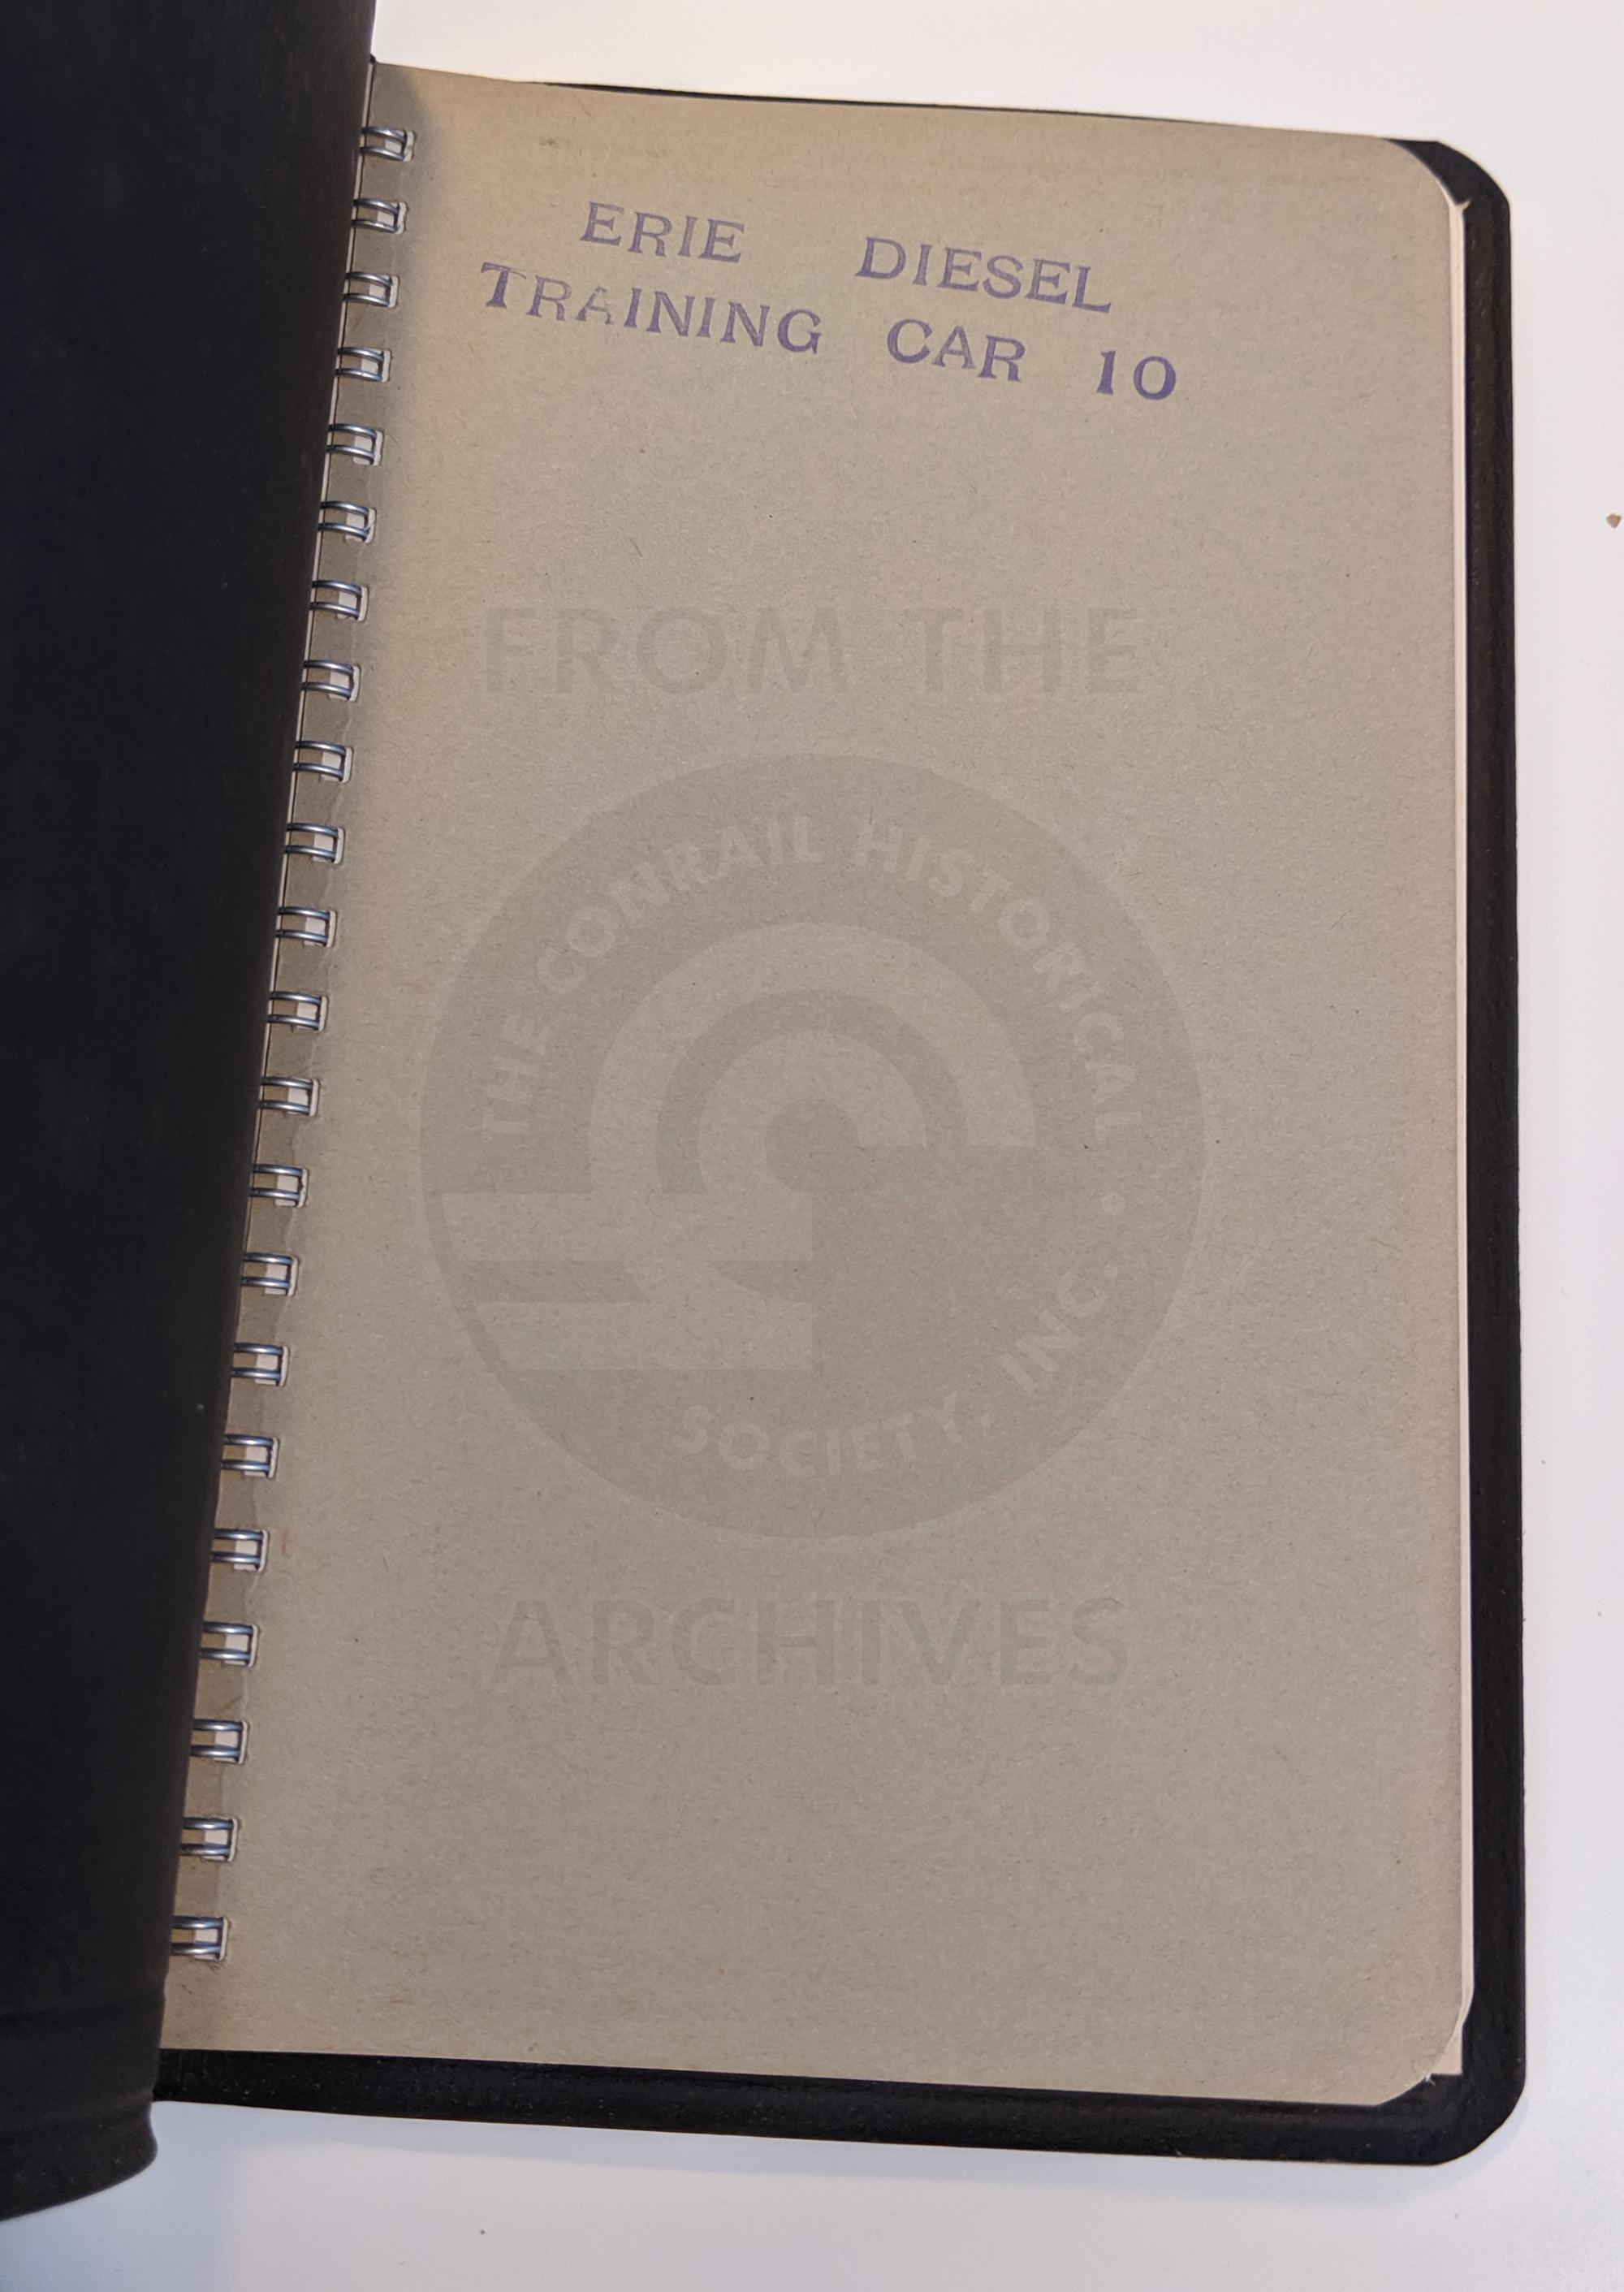 ERIE DIESEL
TRAINING CAR 10
FROM THE
THE CONRAIL HISTORICAL
SOCIETY, INC. •
ARCHIVES